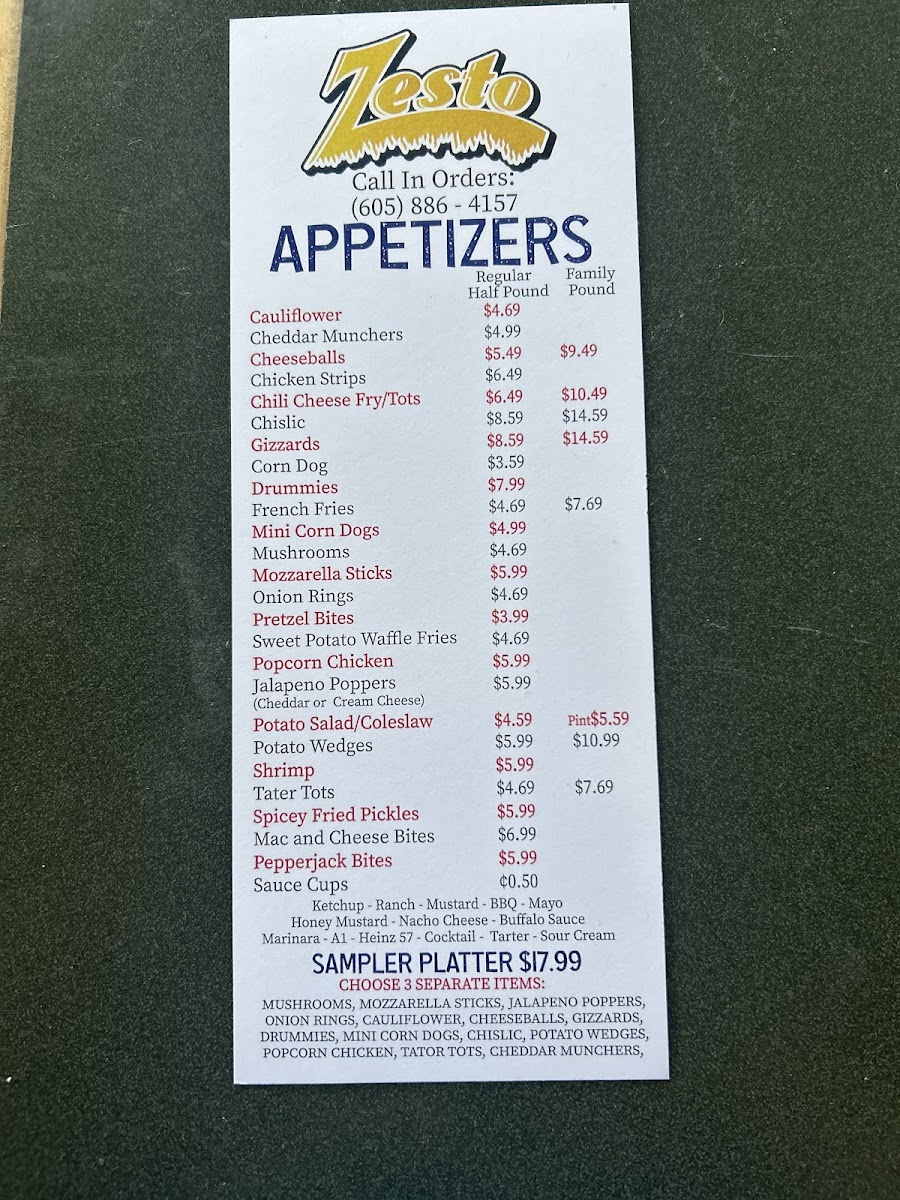 Zesto
Call In Orders:
(605) 886 - 4157
APPETIZERS
Regular Family
Half Pound Pound
Cauliflower $4.69
Cheddar Munchers $4.99
Cheeseballs $5.49 $9.49
Chicken Strips $6.49
Chili Cheese Fry/Tots $6.49 $10.49
Chislic $8.59 $14.59
Gizzards $8.59 $14.59
Corn Dog $3.59
Drummies $7.99
French Fries $4.69 $7.69
Mini Corn Dogs $4.99
Mushrooms $4.69
Mozzarella Sticks $5.99
Onion Rings $4.69
Pretzel Bites $3.99
Sweet Potato Waffle Fries $4.69
Popcorn Chicken $5.99
Jalapeno Poppers $5.99
(Cheddar or Cream Cheese)
Potato Salad/Coleslaw $4.59 Pint$5.59
Potato Wedges $5.99 $10.99
Shrimp $5.99
Tater Tots $4.69 $7.69
Spicey Fried Pickles $5.99
Mac and Cheese Bites $6.99
Pepperjack Bites $5.99
Sauce Cups ¢0.50
Ketchup - Ranch - Mustard - BBQ - Mayo
Honey Mustard - Nacho Cheese - Buffalo Sauce
Marinara - A1 - Heinz 57 - Cocktail - Tarter - Sour Cream
SAMPLER PLATTER $17.99
CHOOSE 3 SEPARATE ITEMS:
MUSHROOMS, MOZZARELLA STICKS, JALAPENO POPPERS,
ONION RINGS, CAULIFLOWER, CHEESEBALLS, GIZZARDS,
DRUMMIES, MINI CORN DOGS, CHISLIC, POTATO WEDGES,
POPCORN CHICKEN, TATOR TOTS, CHEDDAR MUNCHERS,